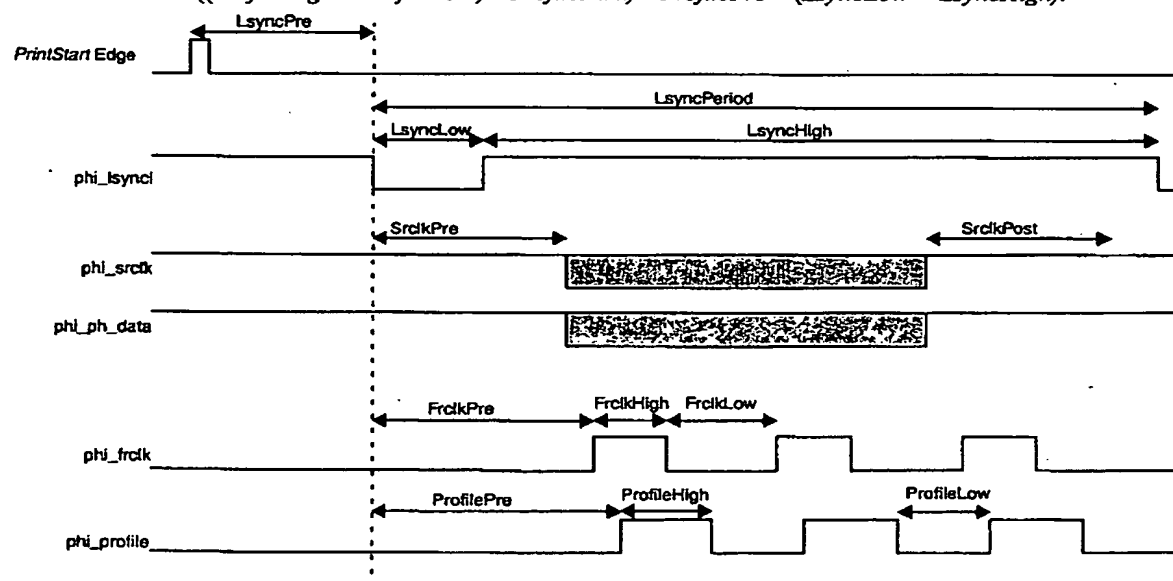 LsyncPre
PrintStart Edge
LsyncPeriod
LsyncLow
LsyncHigh
phi_lsyncl
SrclkPre
SrclkPost
phi_srclk
phi_ph_data
FrclkPre
FrclkHigh
FrclkLow
phi_frclk
ProfilePre
ProfileHigh
ProfileLow
phi_profile